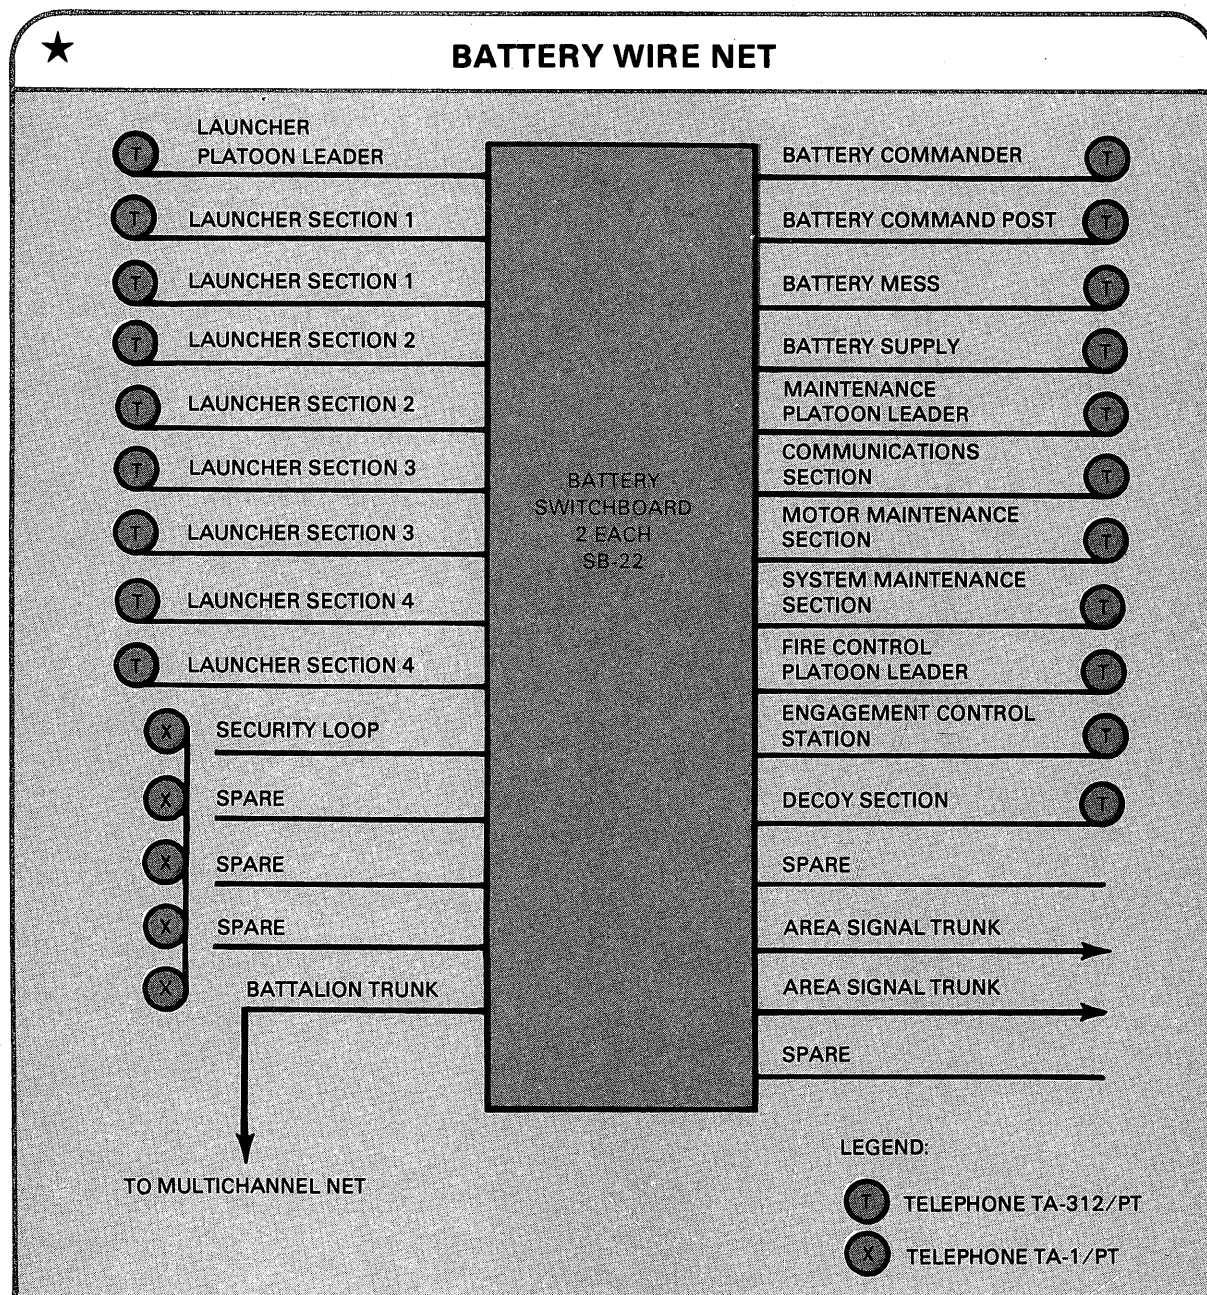 BATTERY WIRE NET
LAUNCHER
PLATOON LEADER
T
LAUNCHER SECTION 1
T
LAUNCHER SECTION 1
T
LAUNCHER SECTION 2
T
LAUNCHER SECTION 2
T
LAUNCHER SECTION 3
T
LAUNCHER SECTION 3
T
LAUNCHER SECTION 4
T
LAUNCHER SECTION 4
T
SECURITY LOOP
X
SPARE
X
SPARE
X
SPARE
X
BATTALION TRUNK
X
TO MULTICHANNEL NET
BATTERY
SWITCHBOARD
2 EACH
SB-22
BATTERY COMMANDER
T
BATTERY COMMAND POST
T
BATTERY MESS
T
BATTERY SUPPLY
T
MAINTENANCE
PLATOON LEADER
T
COMMUNICATIONS
SECTION
T
MOTOR MAINTENANCE
SECTION
T
SYSTEM MAINTENANCE
SECTION
T
FIRE CONTROL
PLATOON LEADER
T
ENGAGEMENT CONTROL
STATION
T
DECOY SECTION
T
SPARE
AREA SIGNAL TRUNK
AREA SIGNAL TRUNK
SPARE
LEGEND:
T TELEPHONE TA-312/PT
X TELEPHONE TA-1/PT